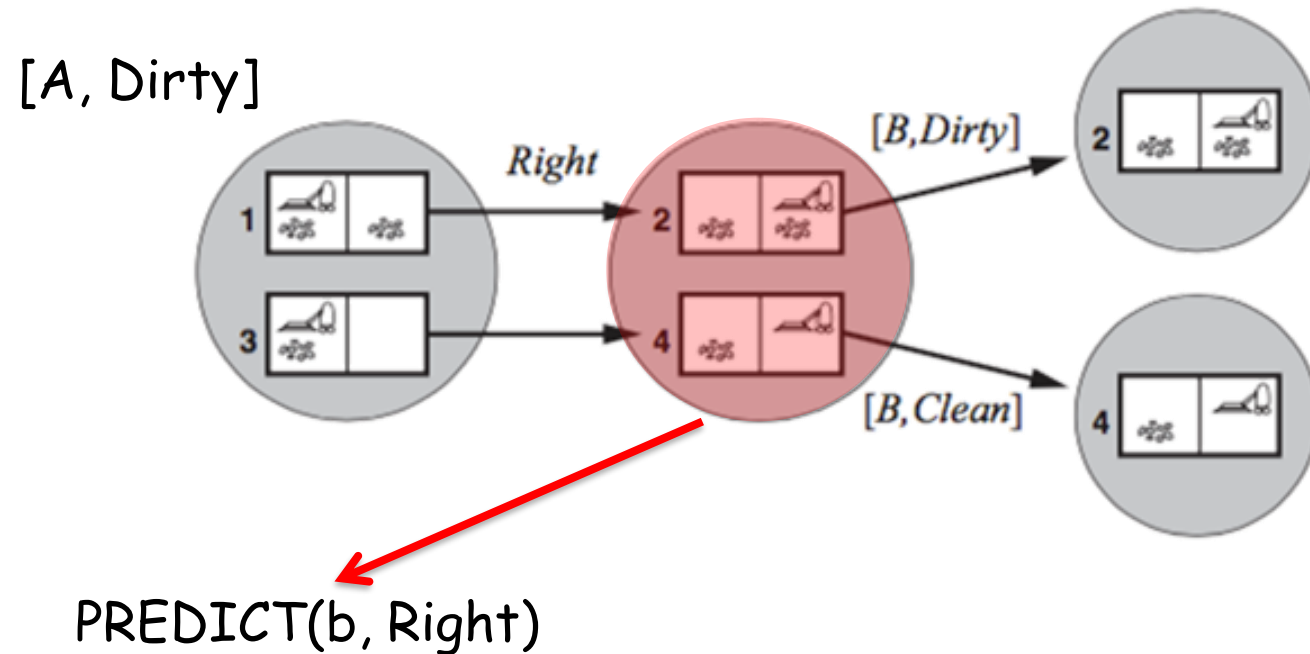 [A, Dirty]
Right
[B,Dirty]
1
2
2
3
4
[B,Clean]
4
PREDICT(b, Right)